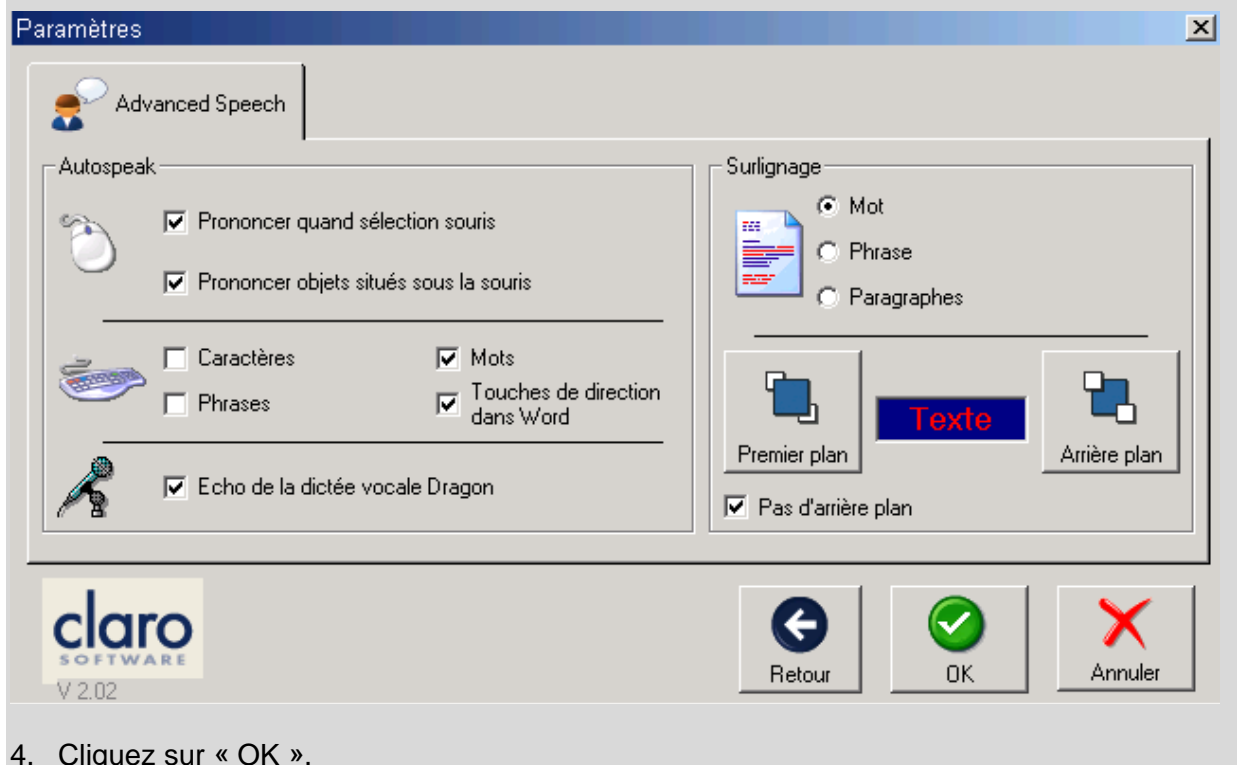 Paramètres
Advanced Speech
Autospeak
Prononcer quand sélection souris
Prononcer objets situés sous la souris
Caractères
Mots
Phrases
Touches de direction
dans Word
Echo de la dictée vocale Dragon
Surlignage
Mot
Phrase
Paragraphes
Premier plan
Texte
Arrière plan
Pas d'arrière plan
claro
SOFTWARE
V 2.02
Retour
OK
Annuler
4. Cliquez sur « OK ».